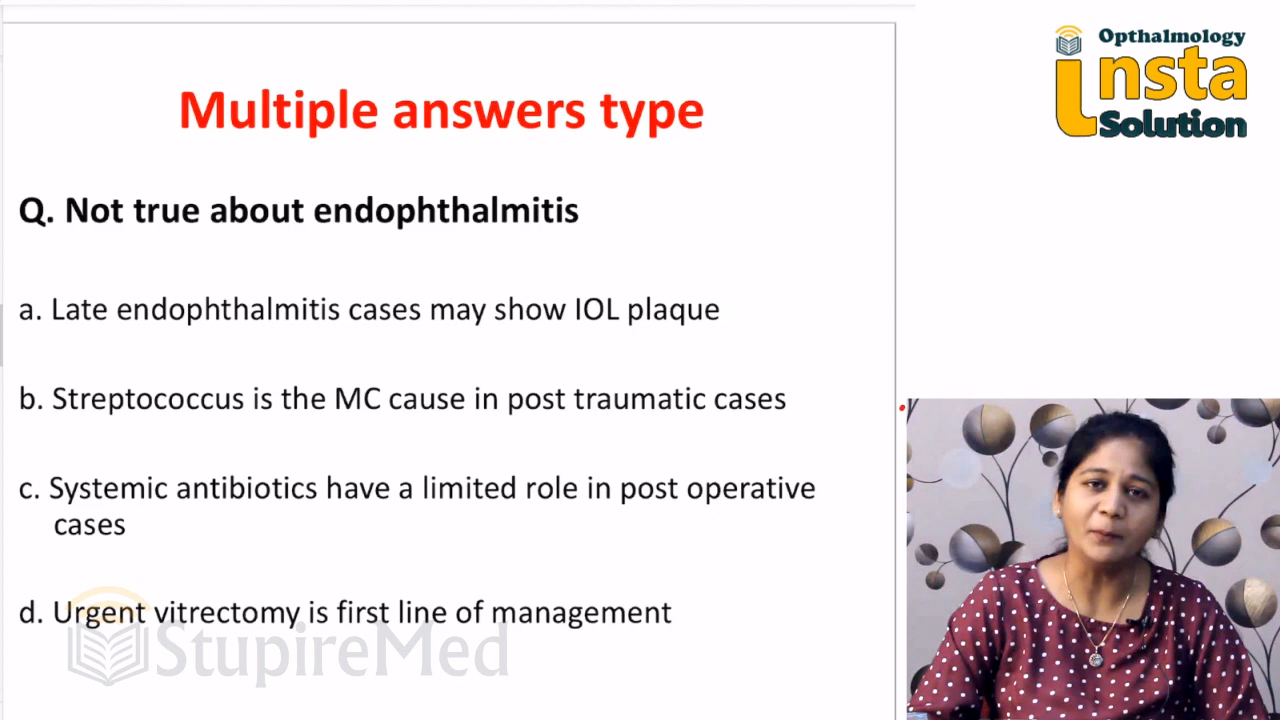 Opthalmology
insta
Solution
Multiple answers type
Q. Not true about endophthalmitis
a. Late endophthalmitis cases may show IOL plaque
b. Streptococcus is the MC cause in post traumatic cases
c. Systemic antibiotics have a limited role in post operative
cases
d. Urgent vitrectomy is first line of management
StupireMed